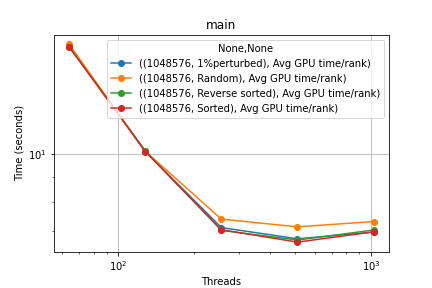 main
None,None
((1048576, 1%perturbed), Avg GPU time/rank)
((1048576, Random), Avg GPU time/rank)
((1048576, Reverse sorted), Avg GPU time/rank)
((1048576, Sorted), Avg GPU time/rank)
Time (seconds)
10¹
10² 10³
Threads